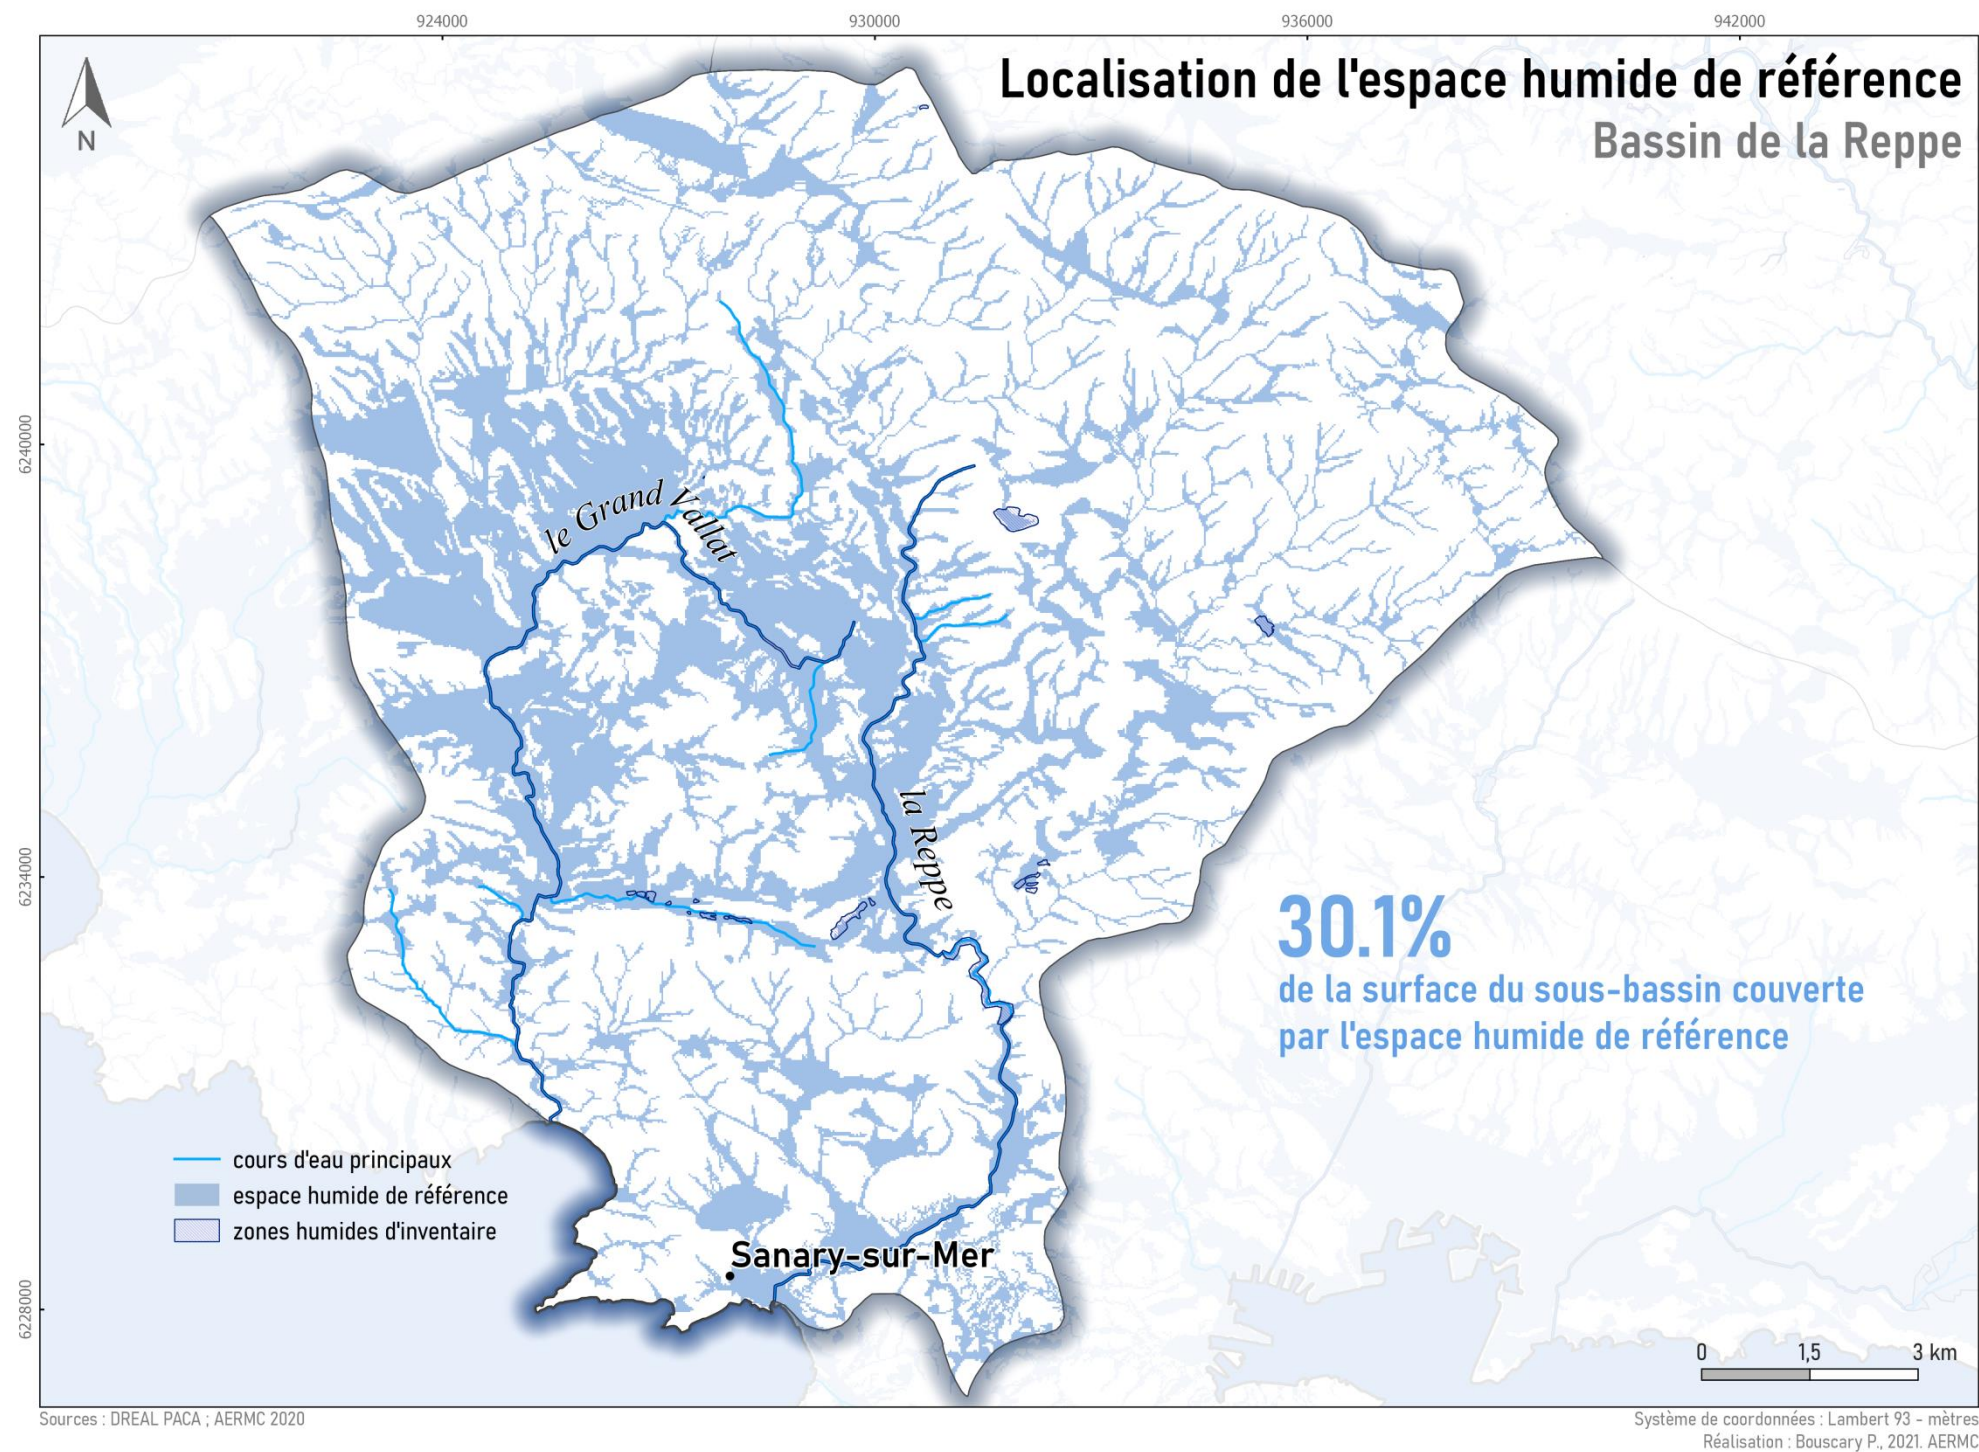 924000
930000
936000
942000
Localisation de l'espace humide de référence
Bassin de la Reppe
N
6240000
le Grand Vallat
la Reppe
6234000
30.1%
de la surface du sous-bassin couverte
par l'espace humide de référence
cours d'eau principaux
espace humide de référence
zones humides d'inventaire
Sanary-sur-Mer
6228000
0 1,5 3 km
Sources : DREAL PACA ; AERMC 2020
Système de coordonnées : Lambert 93 - mètres
Réalisation : Bouscary P., 2021. AERMC